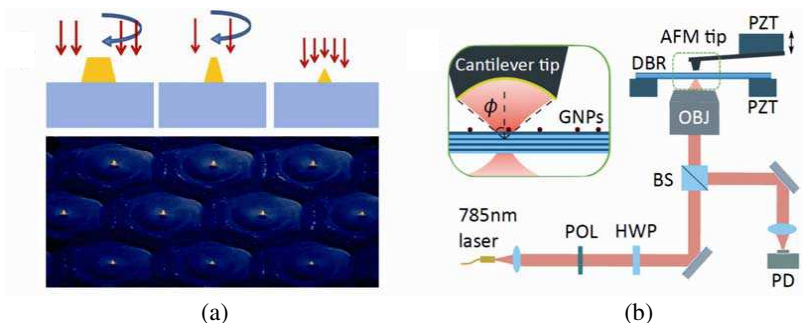 PZT
AFM tip
Cantilever tip
DBR
ϕ
GNPs
OBJ
PZT
BS
785nm
laser
POL
HWP
PD
(a)
(b)